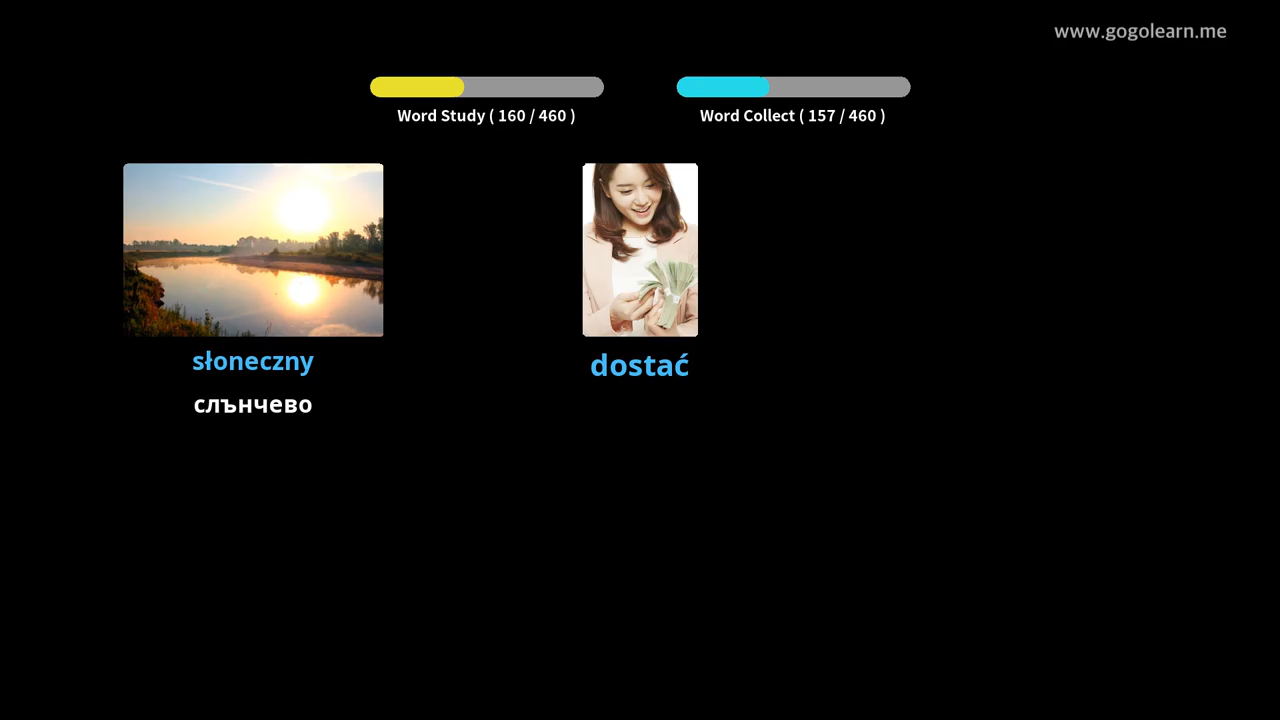 www.gogolearn.me
Word Study ( 160 / 460 )
Word Collect ( 157 / 460 )
słoneczny
слънчево
dostać